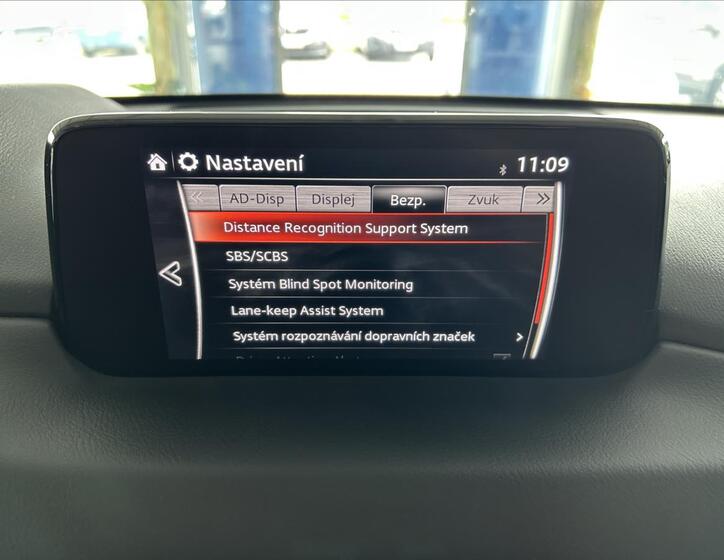 Nastavení
11:09
AD-Disp Displej Bezp. Zvuk
Distance Recognition Support System
SBS/SCBS
Systém Blind Spot Monitoring
Lane-keep Assist System
Systém rozpoznávání dopravních značek